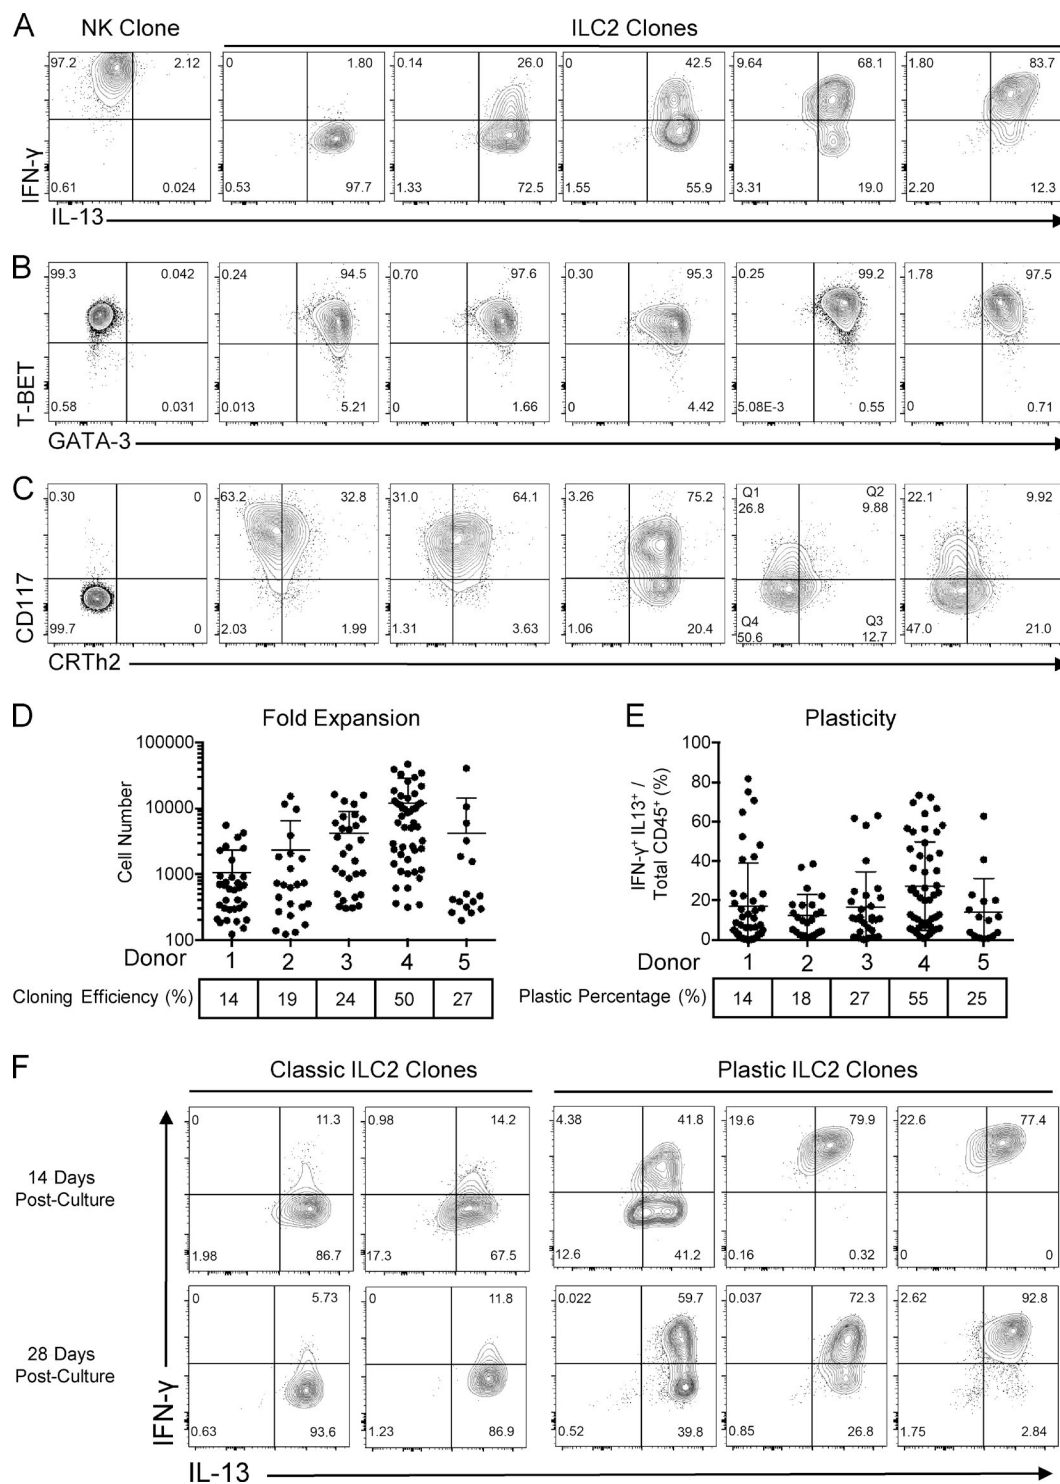 A
NK Clone
ILC2 Clones
97.2 2.12 0 1.80 0.14 26.0 0 42.5 9.64 68.1 1.80 83.7
IFN-γ
0.61 0.024 0.53 97.7 1.33 72.5 1.55 55.9 3.31 19.0 2.20 12.3
IL-13
B
99.3 0.042 0.24 94.5 0.70 97.6 0.30 95.3 0.25 99.2 1.78 97.5
T-BET
0.58 0.031 0.013 5.21 0 1.66 0 4.42 5.08E-3 0.55 0 0.71
GATA-3
C
0.30 0 63.2 32.8 31.0 64.1 3.26 75.2 Q1 26.8 Q2 9.88 22.1 9.92
CD117
99.7 0 2.03 1.99 1.31 3.63 1.06 20.4 Q4 50.6 Q3 12.7 47.0 21.0
CRTh2
D
Fold Expansion
100000
10000
1000
100
Cell Number
Donor 1 2 3 4 5
Cloning Efficiency (%) 14 19 24 50 27
E
Plasticity
100
80
60
40
20
0
IFN-γ+ IL13+ /
Total CD45+ (%)
Donor 1 2 3 4 5
Plastic Percentage (%) 14 18 27 55 25
F
Classic ILC2 Clones
Plastic ILC2 Clones
14 Days
Post-Culture
0 11.3 0.98 14.2 4.38 41.8 19.6 79.9 22.6 77.4
1.98 86.7 17.3 67.5 12.6 41.2 0.16 0.32 0 0
28 Days
Post-Culture
0 5.73 0 11.8 0.022 59.7 0.037 72.3 2.62 92.8
0.63 93.6 1.23 86.9 0.52 39.8 0.85 26.8 1.75 2.84
IFN-γ
IL-13